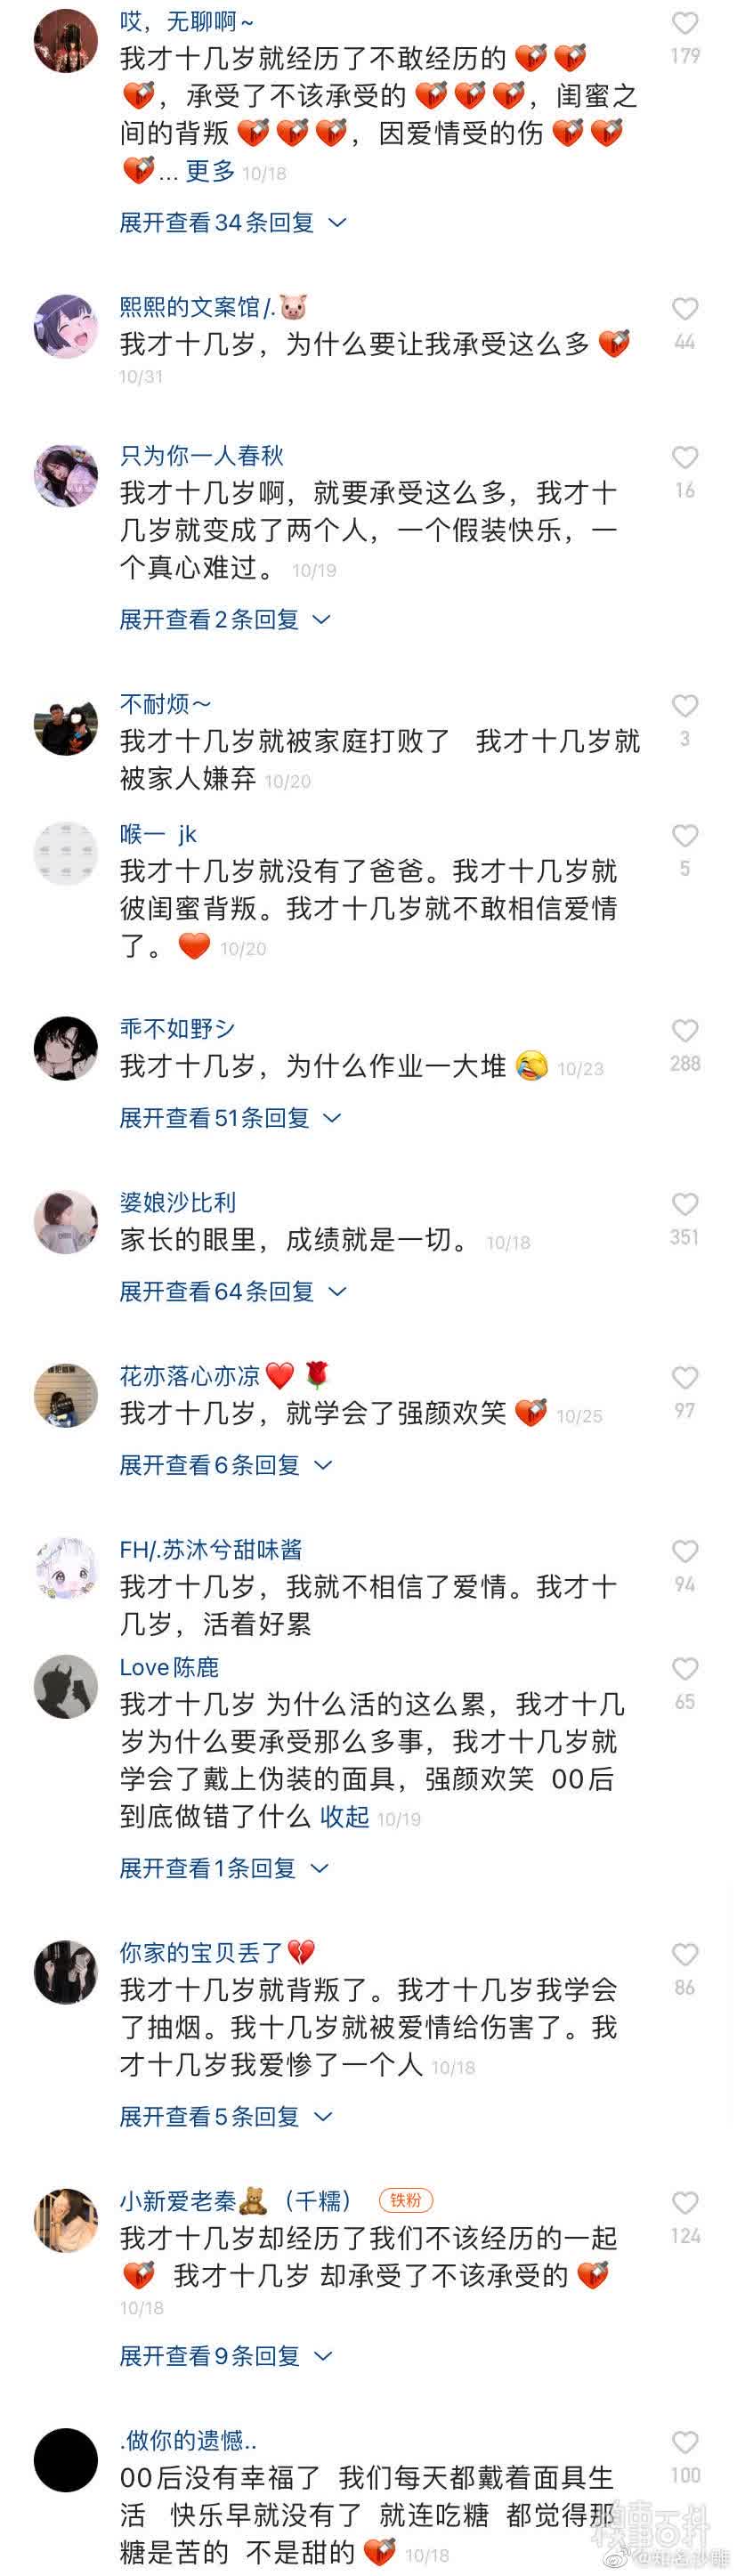 哎，无聊啊~
179
我才十几岁就经历了不敢经历的
，承受了不该承受的
，闺蜜之
间的背叛
，因爱情受的伤
... 更多 10/18
展开查看34条回复
熙熙的文案馆/.
44
我才十几岁，为什么要让我承受这么多
10/31
只为你一人春秋
16
我才十几岁啊，就要承受这么多，我才十
几岁就变成了两个人，一个假装快乐，一
个真心难过。 10/19
展开查看2条回复
不耐烦～
3
我才十几岁就被家庭打败了 我才十几岁就
被家人嫌弃 10/20
喉一 jk
5
我才十几岁就没有了爸爸。我才十几岁就
彼闺蜜背叛。我才十几岁就不敢相信爱情
了。 10/20
乖不如野シ
288
我才十几岁，为什么作业一大堆 10/23
展开查看51条回复
婆娘沙比利
351
家长的眼里，成绩就是一切。 10/18
展开查看64条回复
花亦落心亦凉
97
我才十几岁，就学会了强颜欢笑 10/25
展开查看6条回复
FH/.苏沐兮甜味酱
94
我才十几岁，我就不相信了爱情。我才十
几岁，活着好累
Love陈鹿
65
我才十几岁 为什么活的这么累，我才十几
岁为什么要承受那么多事，我才十几岁就
学会了戴上伪装的面具，强颜欢笑 00后
到底做错了什么 收起 10/19
展开查看1条回复
你家的宝贝丢了
86
我才十几岁就背叛了。我才十几岁我学会
了抽烟。我十几岁就被爱情给伤害了。我
才十几岁我爱惨了一个人 10/18
展开查看5条回复
小新爱老秦（千糯） 铁粉
124
我才十几岁却经历了我们不该经历的一起
我才十几岁 却承受了不该承受的
10/18
展开查看9条回复
.做你的遗憾..
100
00后没有幸福了 我们每天都戴着面具生
活 快乐早就没有了 就连吃糖 都觉得那
糖是苦的 不是甜的 10/18
@知名沙雕